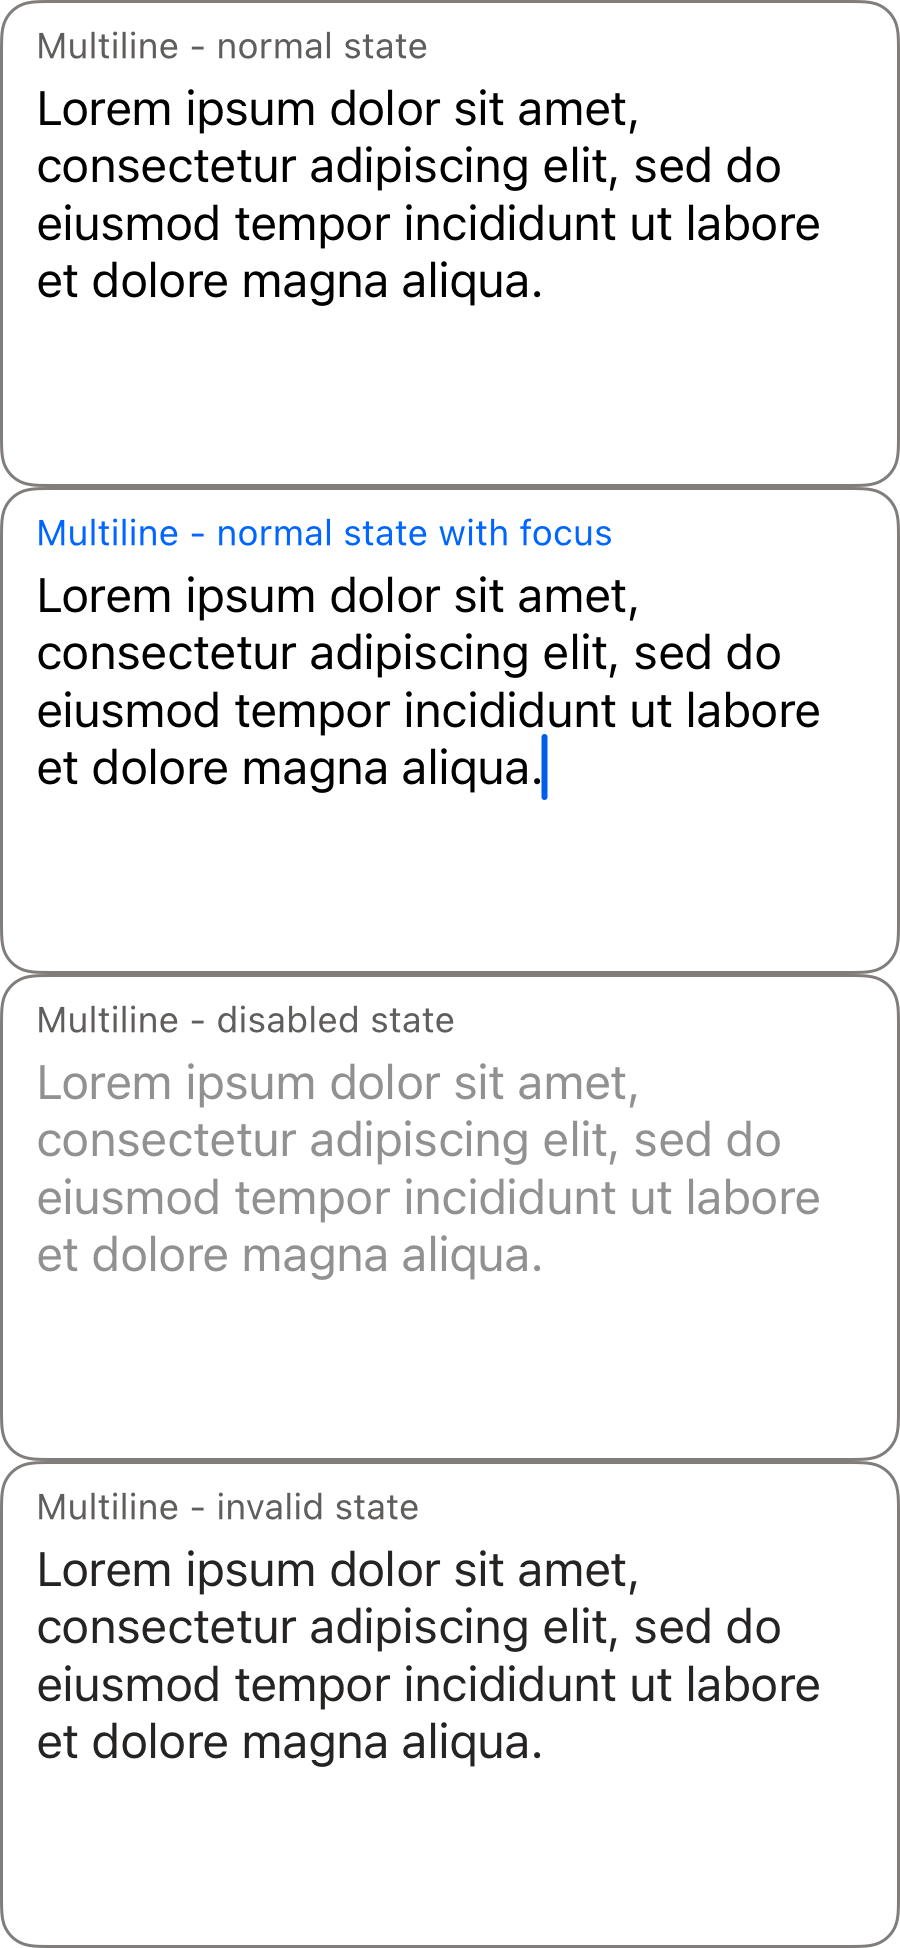 Multiline - normal state
Lorem ipsum dolor sit amet,
consectetur adipiscing elit, sed do
eiusmod tempor incididunt ut labore
et dolore magna aliqua.
Multiline - normal state with focus
Lorem ipsum dolor sit amet,
consectetur adipiscing elit, sed do
eiusmod tempor incididunt ut labore
et dolore magna aliqua.
Multiline - disabled state
Lorem ipsum dolor sit amet,
consectetur adipiscing elit, sed do
eiusmod tempor incididunt ut labore
et dolore magna aliqua.
Multiline - invalid state
Lorem ipsum dolor sit amet,
consectetur adipiscing elit, sed do
eiusmod tempor incididunt ut labore
et dolore magna aliqua.